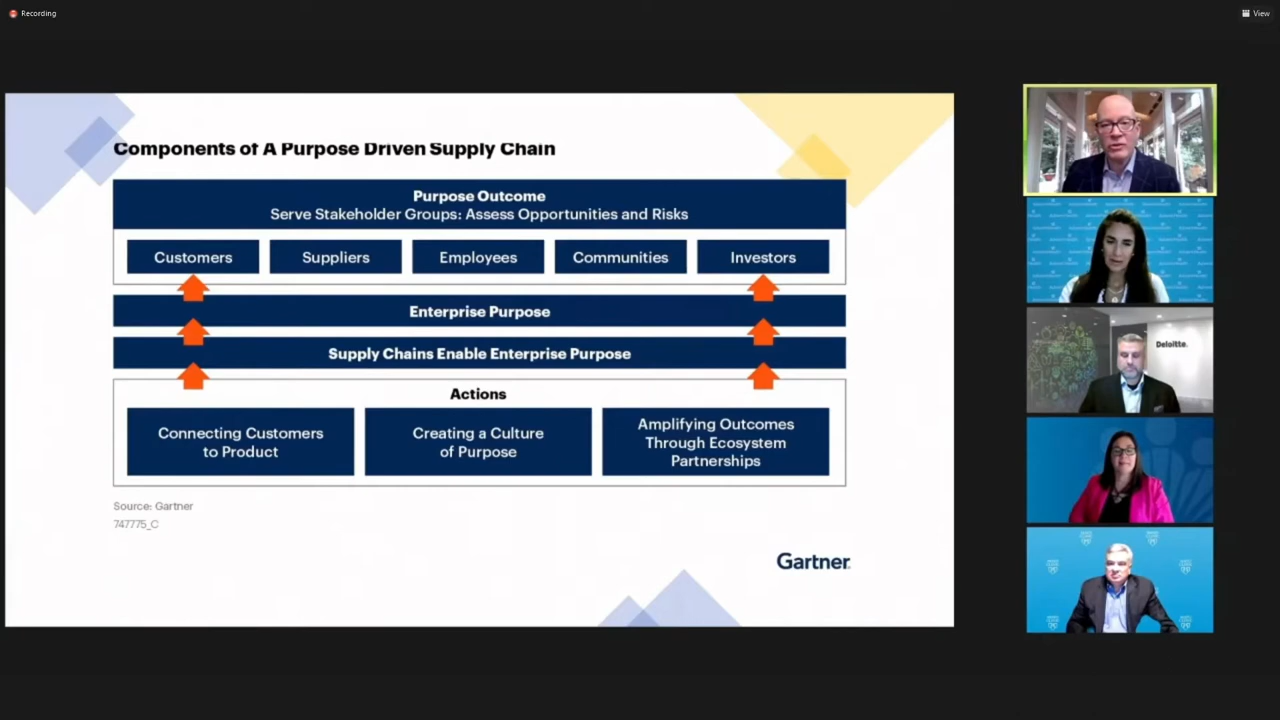 Recording
View
Components of A Purpose Driven Supply Chain
Purpose Outcome
Serve Stakeholder Groups: Assess Opportunities and Risks
Customers
Suppliers
Employees
Communities
Investors
Enterprise Purpose
Supply Chains Enable Enterprise Purpose
Actions
Connecting Customers
to Product
Creating a Culture
of Purpose
Amplifying Outcomes
Through Ecosystem
Partnerships
Source: Gartner
747775_C
Gartner
Deloitte.